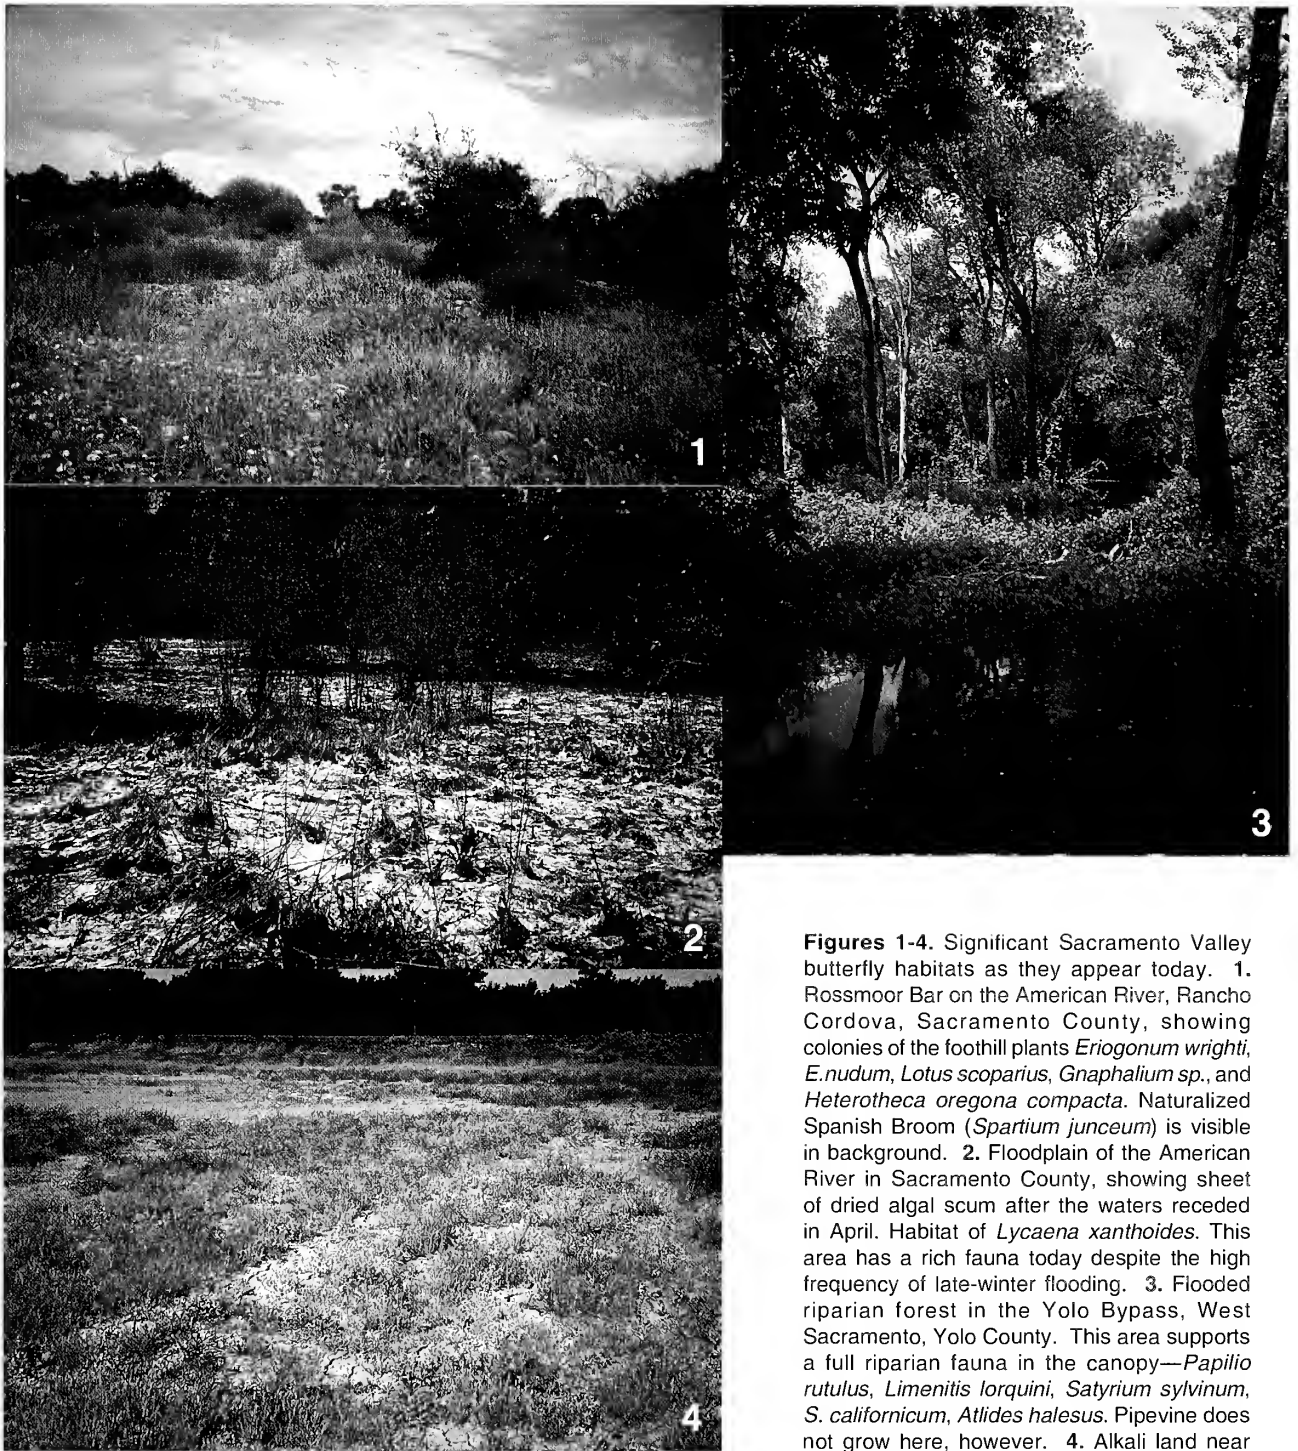 1
2
3
4
Figures 1-4. Significant Sacramento Valley
butterfly habitats as they appear today. 1.
Rossmoor Bar on the American River, Rancho
Cordova, Sacramento County, showing
colonies of the foothill plants Eriogonum wrighti,
E.nudum, Lotus scoparius, Gnaphalium sp., and
Heterotheca oregona compacta. Naturalized
Spanish Broom (Spartium junceum) is visible
in background. 2. Floodplain of the American
River in Sacramento County, showing sheet
of dried algal scum after the waters receded
in April. Habitat of Lycaena xanthoides. This
area has a rich fauna today despite the high
frequency of late-winter flooding. 3. Flooded
riparian forest in the Yolo Bypass, West
Sacramento, Yolo County. This area supports
a full riparian fauna in the canopy—Papilio
rutulus, Limenitis lorquini, Satyrium sylvinum,
S. californicum, Atlides halesus. Pipevine does
not grow here, however. 4. Alkali land near